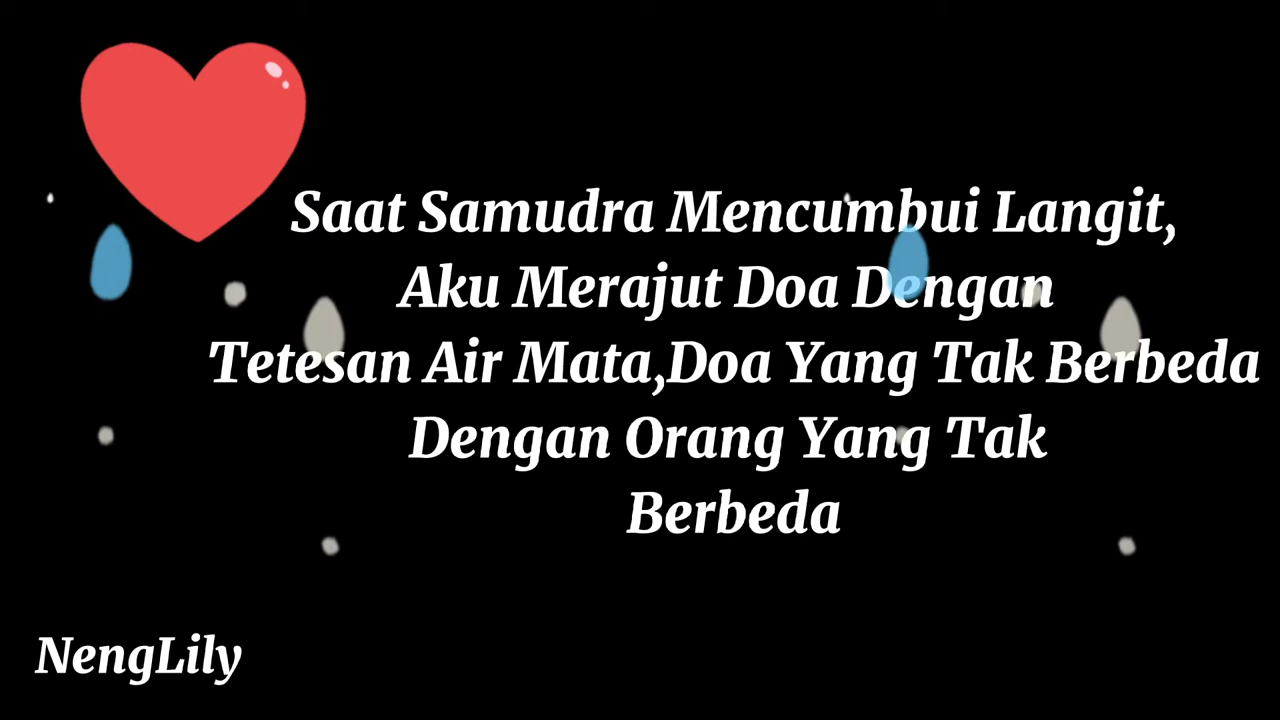 Saat Samudra Mencumbui Langit,
Aku Merajut Doa Dengan
Tetesan Air Mata,Doa Yang Tak Berbeda
Dengan Orang Yang Tak
Berbeda
NengLily